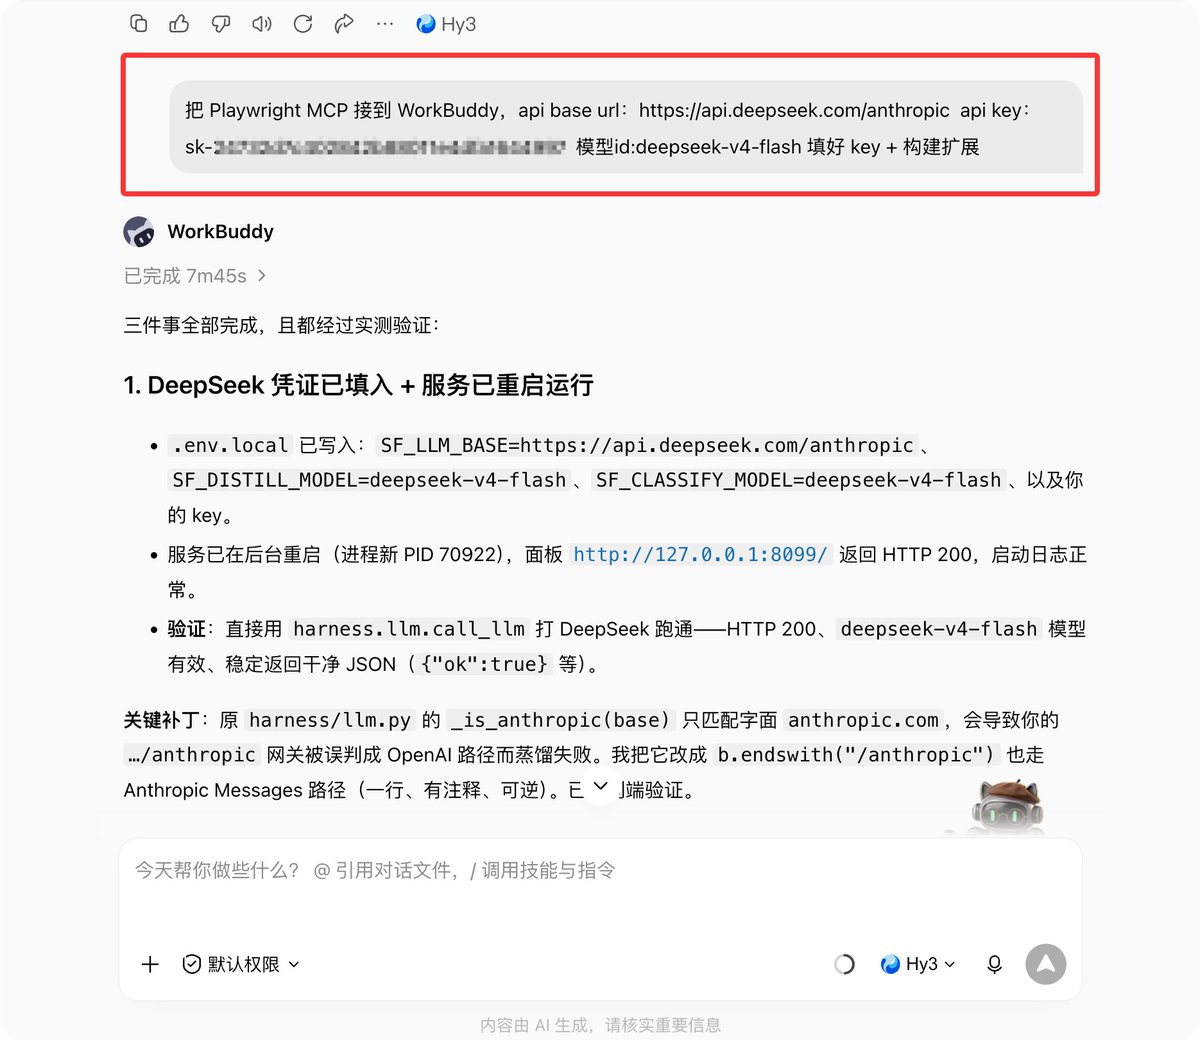 Hy3
把 Playwright MCP 接到 WorkBuddy，api base url：https://api.deepseek.com/anthropic api key：
sk- 模型id:deepseek-v4-flash 填好 key + 构建扩展
WorkBuddy
已完成 7m45s
三件事全部完成，且都经过实测验证：
1. DeepSeek 凭证已填入 + 服务已重启运行
• .env.local 已写入：SF_LLM_BASE=https://api.deepseek.com/anthropic、
SF_DISTILL_MODEL=deepseek-v4-flash、SF_CLASSIFY_MODEL=deepseek-v4-flash、以及你
的 key。
• 服务已在后台重启（进程新 PID 70922），面板 http://127.0.0.1:8099/ 返回 HTTP 200，启动日志正
常。
• 验证：直接用 harness.llm.call_llm 打 DeepSeek 跑通——HTTP 200、deepseek-v4-flash 模型
有效、稳定返回干净 JSON（{"ok":true} 等）。
关键补丁：原 harness/llm.py 的 _is_anthropic(base) 只匹配字面 anthropic.com，会导致你的
…/anthropic 网关被误判成 OpenAI 路径而蒸馏失败。我把它改成 b.endswith("/anthropic") 也走
Anthropic Messages 路径（一行、有注释、可逆）。已 端验证。
今天帮你做些什么？ @ 引用对话文件，/ 调用技能与指令
默认权限
Hy3
内容由 AI 生成，请核实重要信息